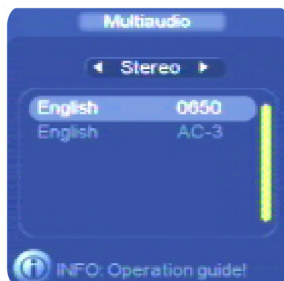 Multiaudio
Stereo
English 0650
English AC-3
INFO: Operation guide!